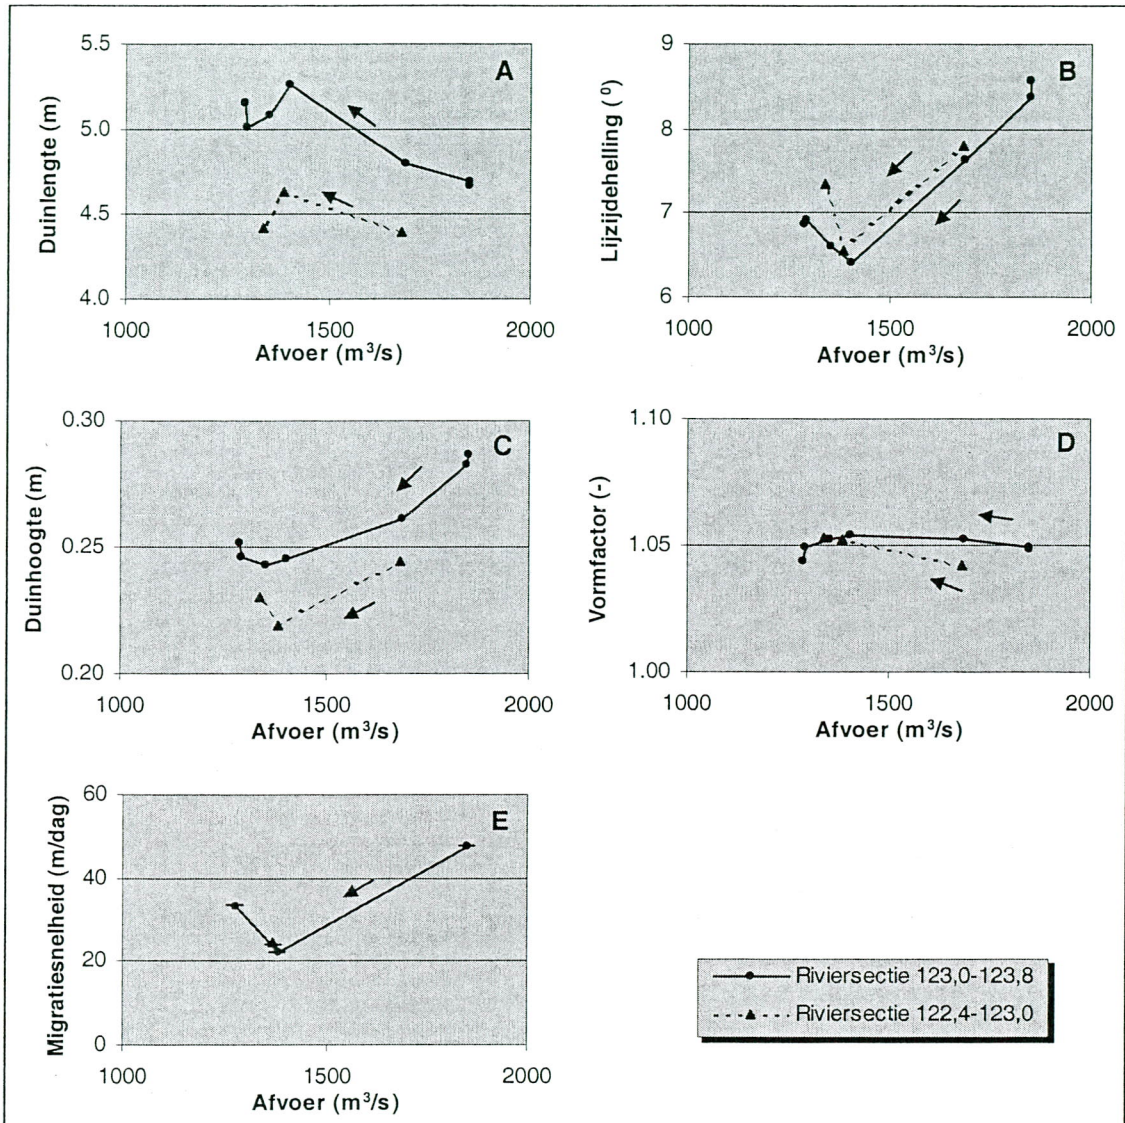 A
5.5
5.0
4.5
4.0
1000 1500 2000
Duinlengte (m)
Afvoer (m³/s)
B
9
8
7
6
1000 1500 2000
Lijzijdehelling (⁰)
Afvoer (m³/s)
C
0.30
0.25
0.20
1000 1500 2000
Duinhoogte (m)
Afvoer (m³/s)
D
1.10
1.05
1.00
1000 1500 2000
Vormfactor (-)
Afvoer (m³/s)
E
60
40
20
0
1000 1500 2000
Migratiesnelheid (m/dag)
Afvoer (m³/s)
Riviersectie 123,0-123,8
Riviersectie 122,4-123,0